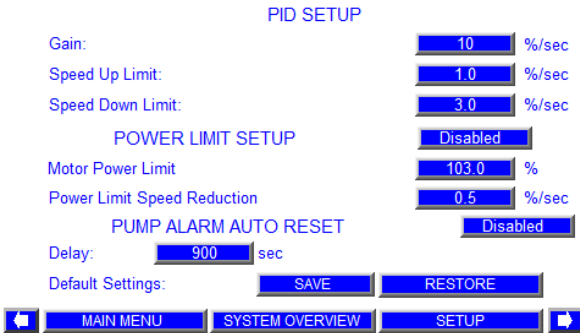 PID SETUP
Gain: 10 %/sec
Speed Up Limit: 1.0 %/sec
Speed Down Limit: 3.0 %/sec
POWER LIMIT SETUP Disabled
Motor Power Limit 103.0 %
Power Limit Speed Reduction 0.5 %/sec
PUMP ALARM AUTO RESET Disabled
Delay: 900 sec
Default Settings: SAVE RESTORE
MAIN MENU SYSTEM OVERVIEW SETUP